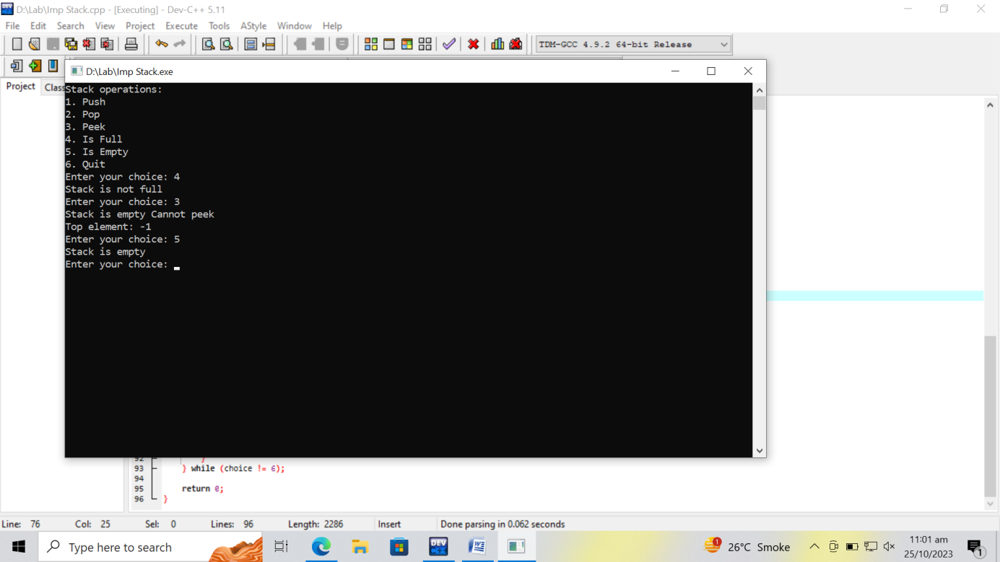 D:\Lab\Imp Stack.cpp - [Executing] - Dev-C++ 5.11
File Edit Search View Project Execute Tools AStyle Window Help
TDM-GCC 4.9.2 64-bit Release
D:\Lab\Imp Stack.exe
Project Class
Stack operations:
1. Push
2. Pop
3. Peek
4. Is Full
5. Is Empty
6. Quit
Enter your choice: 4
Stack is not full
Enter your choice: 3
Stack is empty Cannot peek
Top element: -1
Enter your choice: 5
Stack is empty
Enter your choice:
92 }
93 } while (choice != 6);
94
95 return 0;
96 }
Line: 76 Col: 25 Sel: 0 Lines: 96 Length: 2286 Insert Done parsing in 0.062 seconds
Type here to search DEV C++ W 1 26°C Smoke 11:01 am
25/10/2023 1